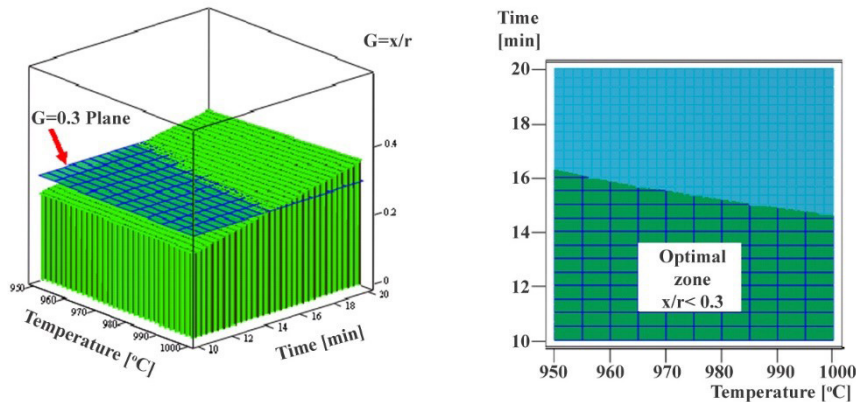 G=x/r
G=0.3 Plane
0.4
0.2
0
950
960
970
980
990
1000
Temperature [°C]
10
12
14
16
18
20
Time [min]
Time
[min]
20
18
16
14
12
10
Optimal
zone
x/r< 0.3
950 960 970 980 990 1000
Temperature [°C]